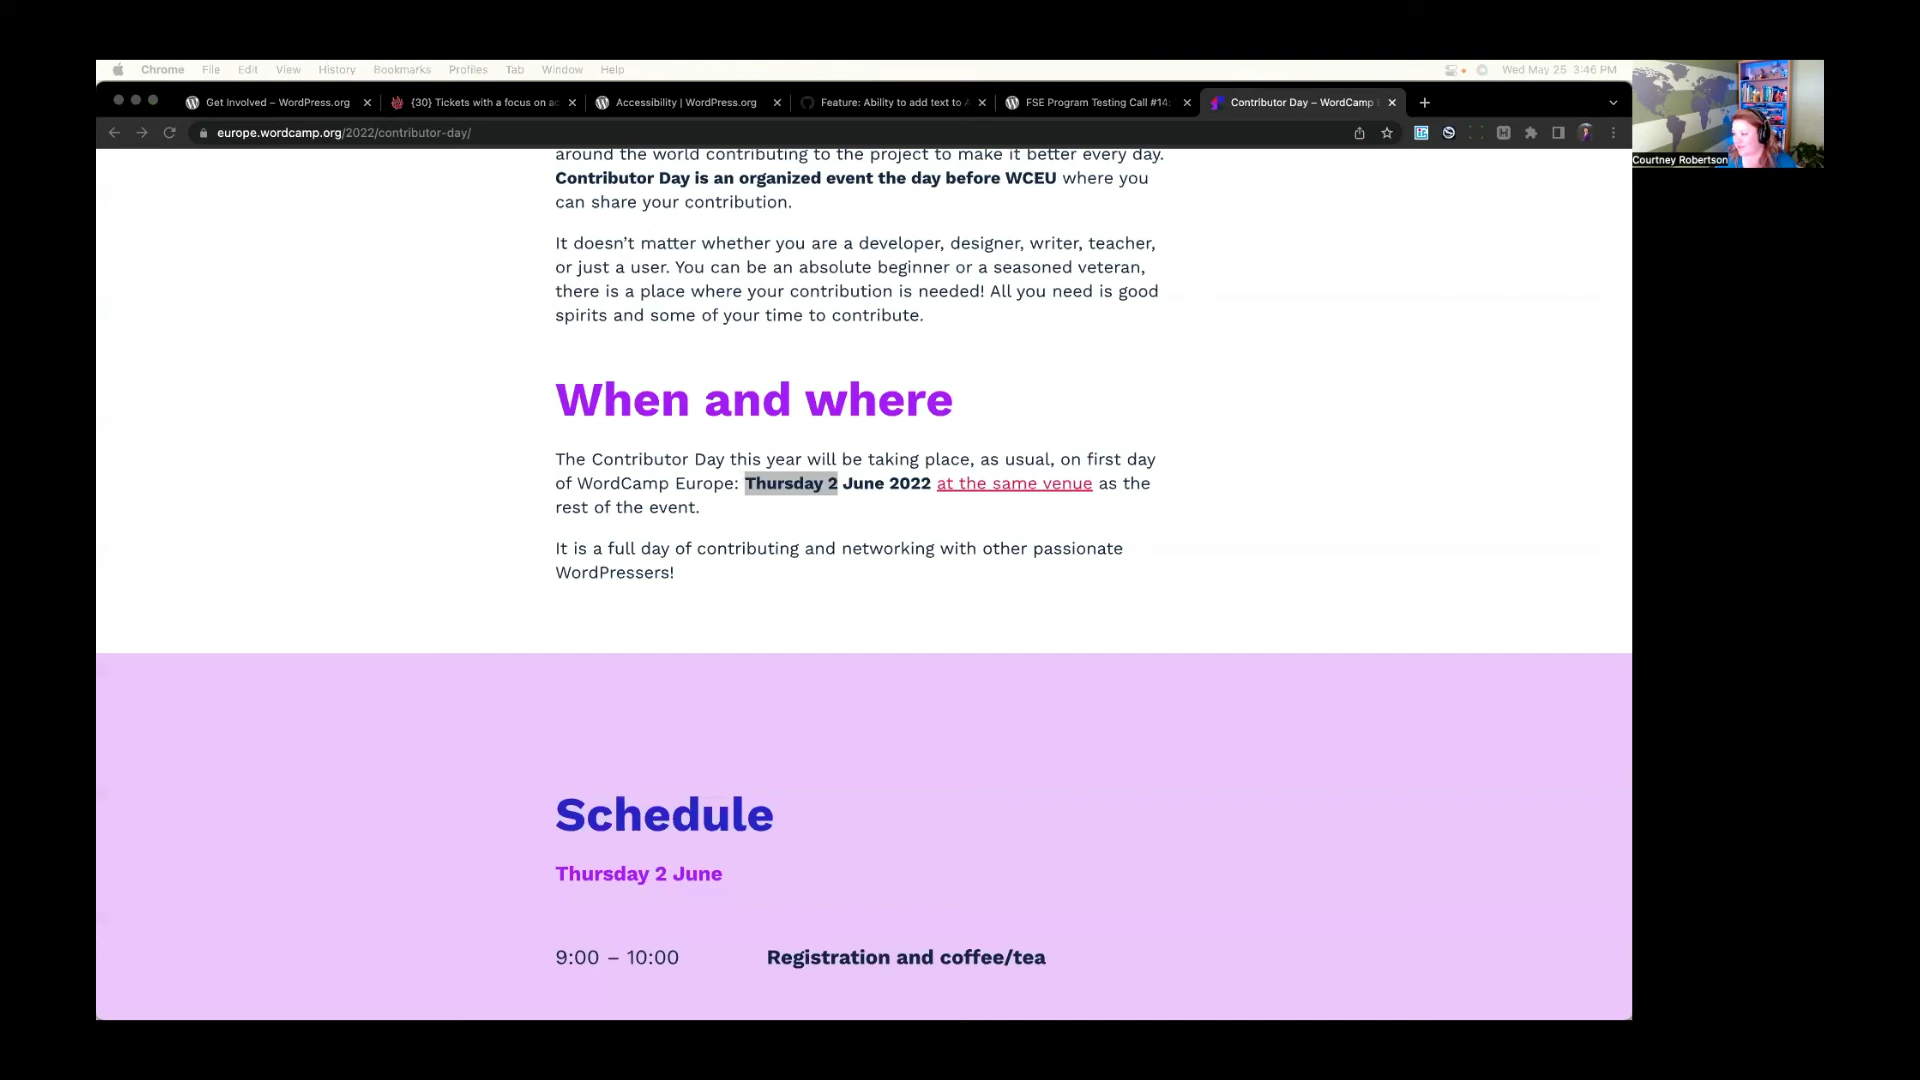 Chrome File Edit View History Bookmarks Profiles Tab Window Help Wed May 25 3:46 PM
Get Involved – WordPress.org {30} Tickets with a focus on ac Accessibility | WordPress.org Feature: Ability to add text to FSE Program Testing Call #14: Contributor Day – WordCamp
europe.wordcamp.org/2022/contributor-day/
Courtney Robertson
around the world contributing to the project to make it better every day.
Contributor Day is an organized event the day before WCEU where you
can share your contribution.
It doesn’t matter whether you are a developer, designer, writer, teacher,
or just a user. You can be an absolute beginner or a seasoned veteran,
there is a place where your contribution is needed! All you need is good
spirits and some of your time to contribute.
When and where
The Contributor Day this year will be taking place, as usual, on first day
of WordCamp Europe: Thursday 2 June 2022 at the same venue as the
rest of the event.
It is a full day of contributing and networking with other passionate
WordPressers!
Schedule
Thursday 2 June
9:00 – 10:00 Registration and coffee/tea